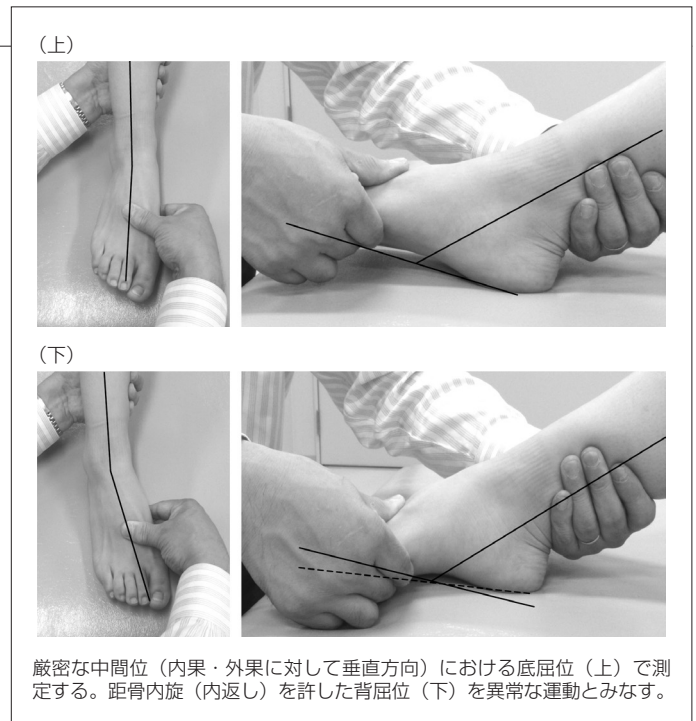 （上）
（下）
厳密な中間位（内果・外果に対して垂直方向）における底屈位（上）で測
定する。距骨内旋（内返し）を許した背屈位（下）を異常な運動とみなす。